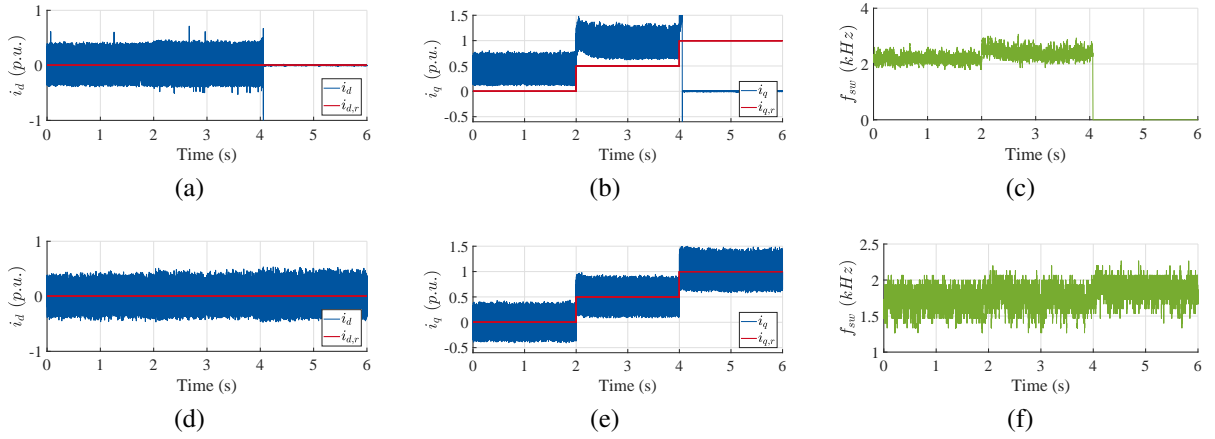 1
0
-1
i_d (p.u.)
i_d
i_{d,r}
0 1 2 3 4 5 6
Time (s)
(a)
1.5
1
0.5
0
-0.5
i_q (p.u.)
i_q
i_{q,r}
0 1 2 3 4 5 6
Time (s)
(b)
4
2
0
f_{sw} (kHz)
0 1 2 3 4 5 6
Time (s)
(c)
1
0
-1
i_d (p.u.)
i_d
i_{d,r}
0 1 2 3 4 5 6
Time (s)
(d)
1.5
1
0.5
0
-0.5
i_q (p.u.)
i_q
i_{q,r}
0 1 2 3 4 5 6
Time (s)
(e)
2.5
2
1.5
1
f_{sw} (kHz)
0 1 2 3 4 5 6
Time (s)
(f)